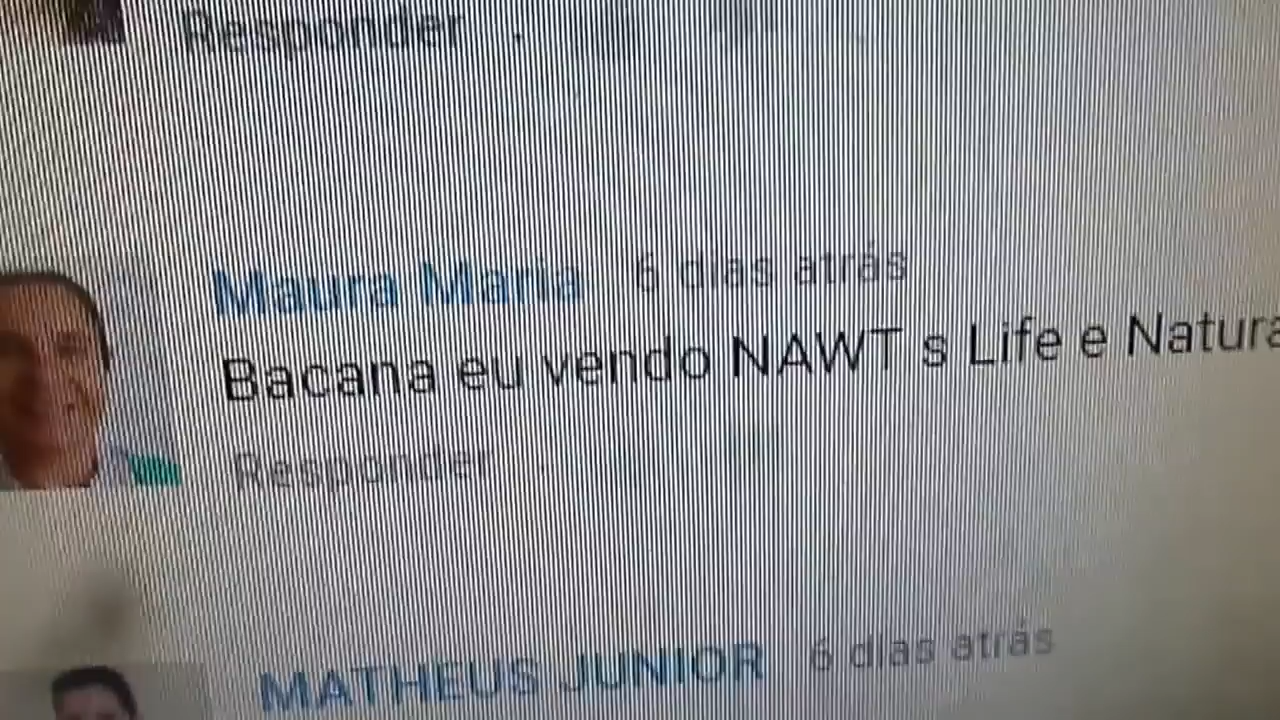 Responder
Maura Maria 6 dias atrás
Bacana eu vendo NAWT s Life e Natura
Responder
MATHEUS JUNIOR 6 dias atrás